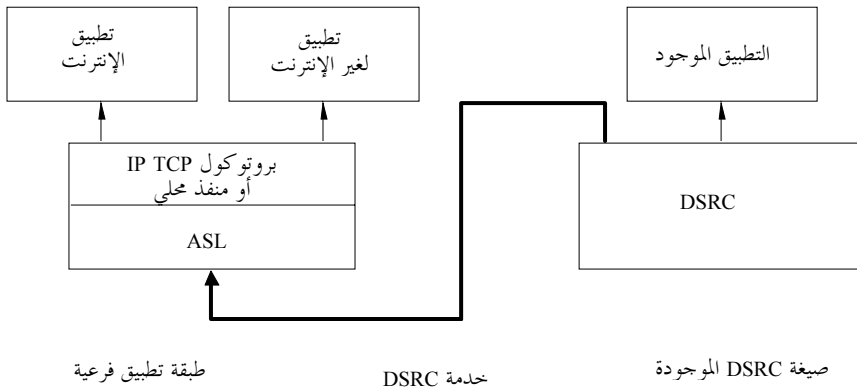 التطبيق الموجود
تطبيق
لغير الإنترنت
تطبيق
الإنترنت
DSRC
بروتوكول IP TCP
أو منفذ محلي
ASL
صيغة DSRC الموجودة
خدمة DSRC
طبقة تطبيق فرعية